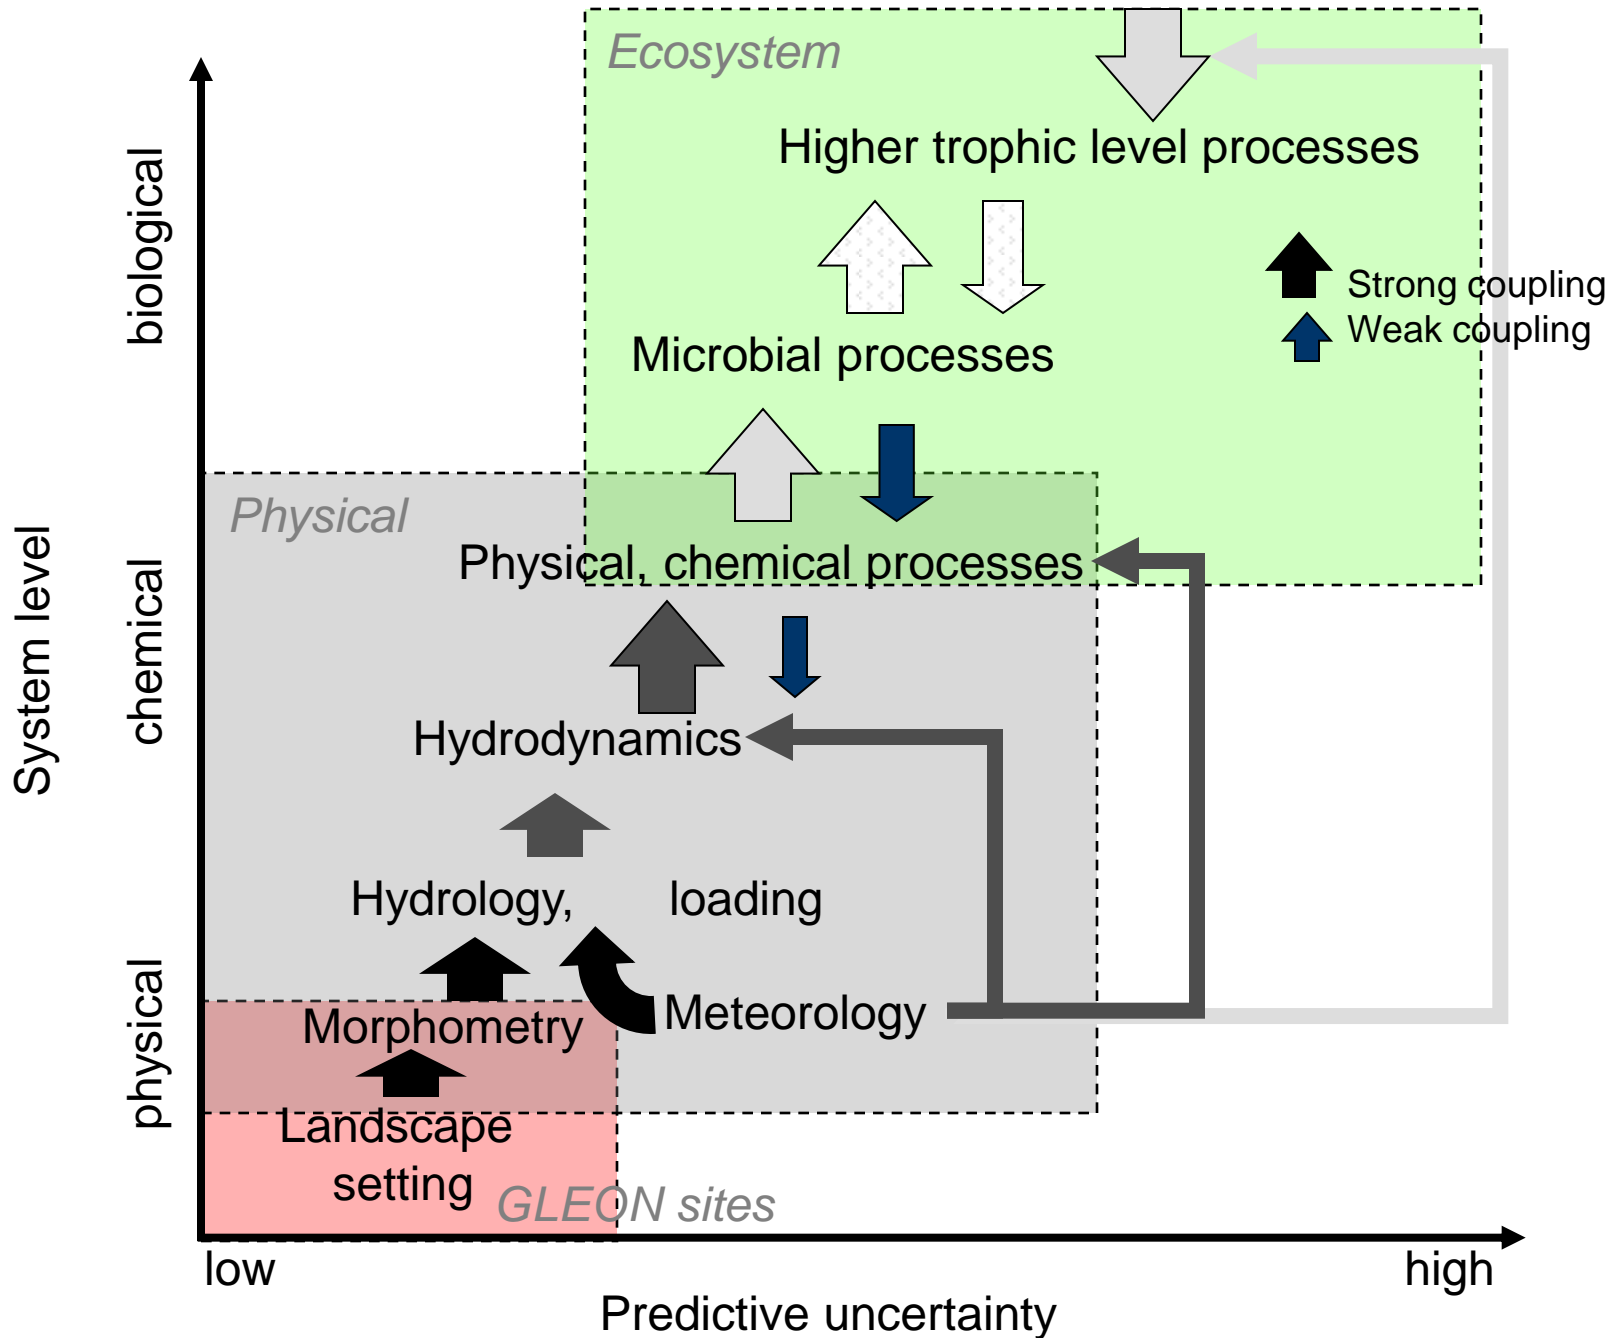 Ecosystem
Higher trophic level processes
biological
Strong coupling
Weak coupling
Microbial processes
Physical
Physical, chemical processes
System level
chemical
Hydrodynamics
Hydrology, loading
physical
Meteorology
Morphometry
Landscape
setting
GLEON sites
low
high
Predictive uncertainty